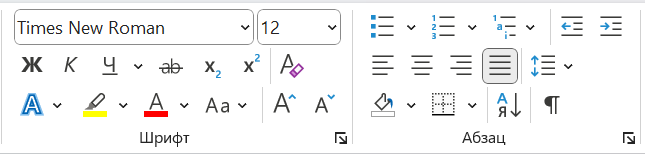 Times New Roman 12
Ж К Ч ab x₂ x² A
A A Aa A A
А Я ¶
Шрифт Абзац